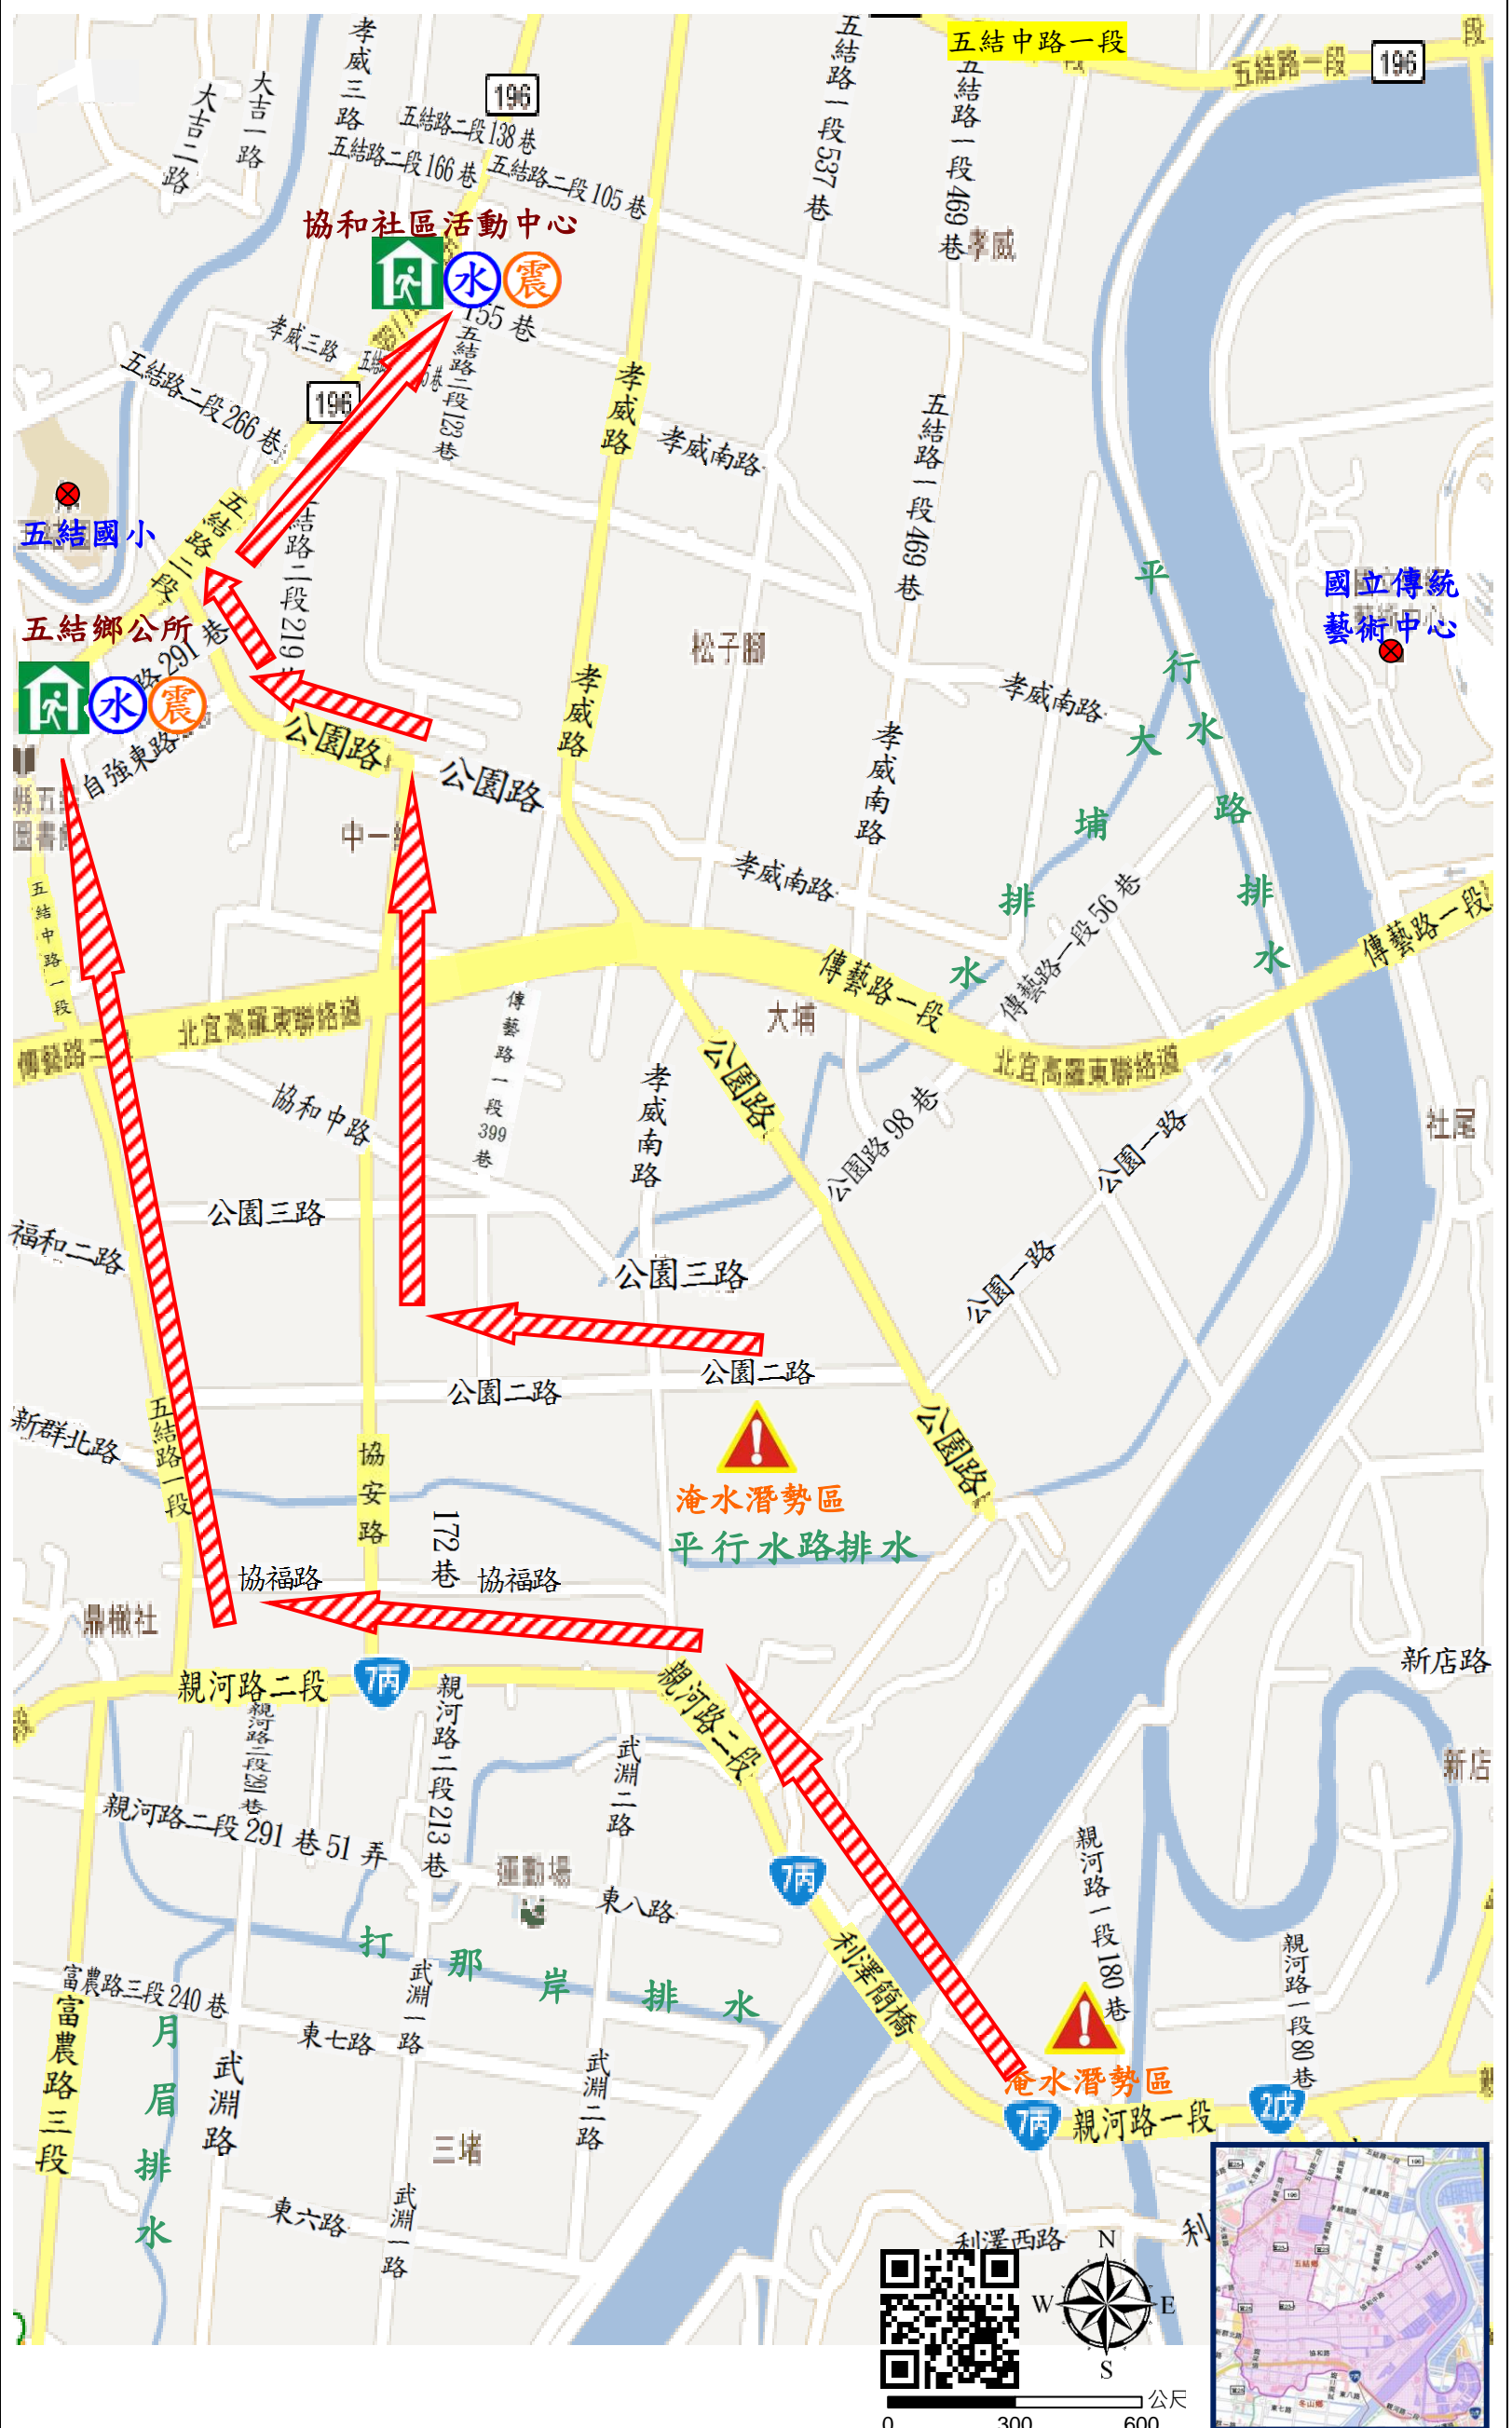 五結中路一段
五結路一段
196
段
孝威三路
大吉一路
大吉二路
196
五結路二段138巷
五結路二段166巷
五結路二段105巷
五結路一段537巷
五結路一段469巷
孝威
協和社區活動中心
水
震
155巷
孝威三路
五結路二段123巷
五結路二段266巷
196
孝威路
孝威南路
五結路一段469巷
五結國小
五結路二段
結路二段219巷
五結鄉公所
水
震
路291巷
自強東路
公園路
公園路
孝威路
松子腳
孝威南路
孝威南路
孝威南路
國立傳統
藝術中心
平行水路排水
大埔排水
五結中路一段
傳藝路一段56巷
傳藝路一段
傳藝路一段
北宜高羅東聯絡道
北宜高羅東聯絡道
傳藝路二
大埔
傳藝路一段399巷
協和中路
孝威南路
公園路
公園路98巷
公園一路
公園一路
社尾
公園三路
公園三路
福和二路
公園二路
公園二路
新群北路
五結路一段
協安路
公園路
淹水潛勢區
平行水路排水
172巷
協福路
協福路
鼎橄社
親河路二段
7丙
親河路二段
新店路
新店
親河路二段291巷
親河路二段213巷
武淵二路
親河路二段291巷51弄
運動場
東八路
7丙
利澤簡橋
親河路一段180巷
親河路一段80巷
打那岸排水
富農路三段240巷
富農路三段
月眉排水
武淵路
東七路
武淵一路
武淵二路
淹水潛勢區
7丙
親河路一段
2戊
三堵
東六路
武淵一路
利澤西路
利
N
W
E
S
公尺
0
300
600